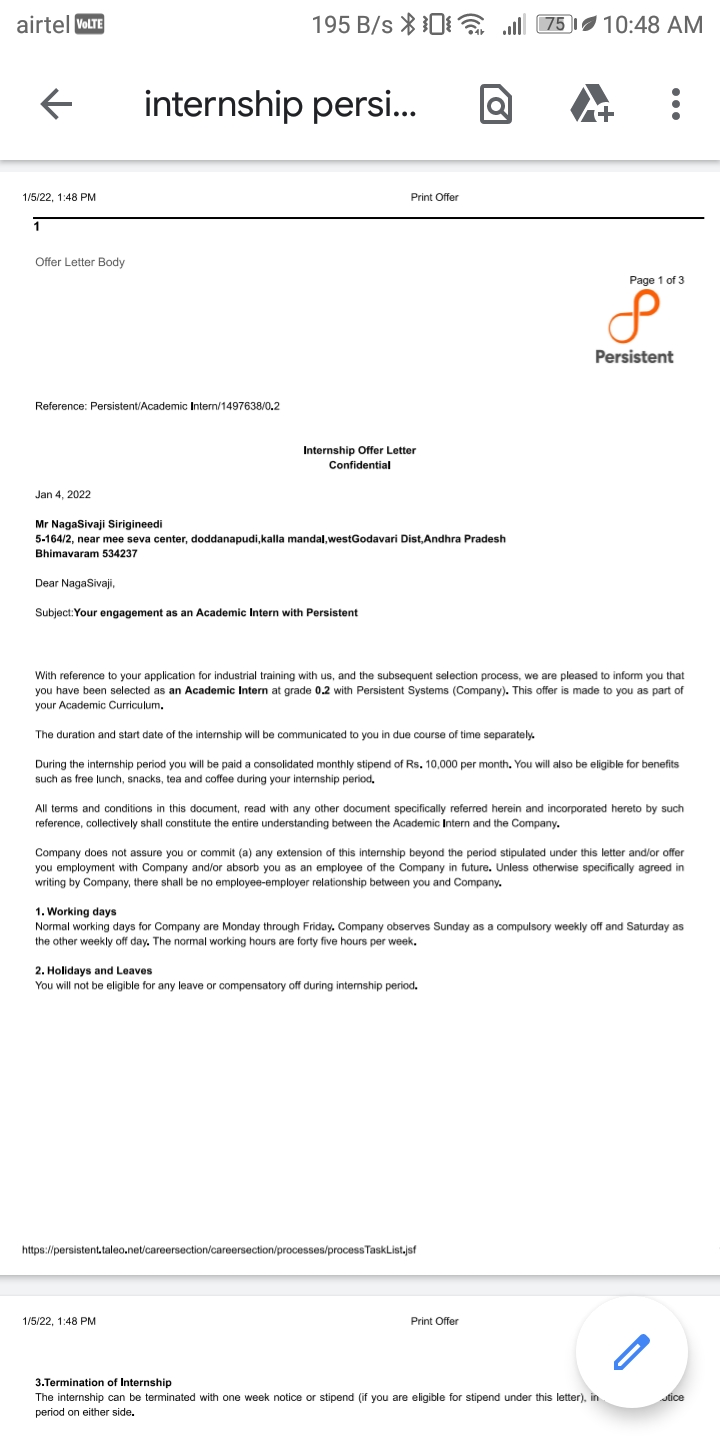 airtel VoLTE 195 B/s 75 10:48 AM
internship persi...
1/5/22, 1:48 PM Print Offer
1
Offer Letter Body
Page 1 of 3
Persistent
Reference: Persistent/Academic Intern/1497638/0.2
Internship Offer Letter
Confidential
Jan 4, 2022
Mr NagaSivaji Sirigineedi
5-164/2, near mee seva center, doddanapudi,kalla mandal,westGodavari Dist,Andhra Pradesh
Bhimavaram 534237
Dear NagaSivaji,
Subject:Your engagement as an Academic Intern with Persistent
With reference to your application for industrial training with us, and the subsequent selection process, we are pleased to inform you that
you have been selected as an Academic Intern at grade 0.2 with Persistent Systems (Company). This offer is made to you as part of
your Academic Curriculum.
The duration and start date of the internship will be communicated to you in due course of time separately.
During the internship period you will be paid a consolidated monthly stipend of Rs. 10,000 per month. You will also be eligible for benefits
such as free lunch, snacks, tea and coffee during your internship period.
All terms and conditions in this document, read with any other document specifically referred herein and incorporated hereto by such
reference, collectively shall constitute the entire understanding between the Academic Intern and the Company.
Company does not assure you or commit (a) any extension of this internship beyond the period stipulated under this letter and/or offer
you employment with Company and/or absorb you as an employee of the Company in future. Unless otherwise specifically agreed in
writing by Company, there shall be no employee-employer relationship between you and Company.
1. Working days
Normal working days for Company are Monday through Friday. Company observes Sunday as a compulsory weekly off and Saturday as
the other weekly off day. The normal working hours are forty five hours per week.
2. Holidays and Leaves
You will not be eligible for any leave or compensatory off during internship period.
https://persistent.taleo.net/careersection/careersection/processes/processTaskList.jsf
1/5/22, 1:48 PM Print Offer
3.Termination of Internship
The internship can be terminated with one week notice or stipend (if you are eligible for stipend under this letter), in
period on either side.